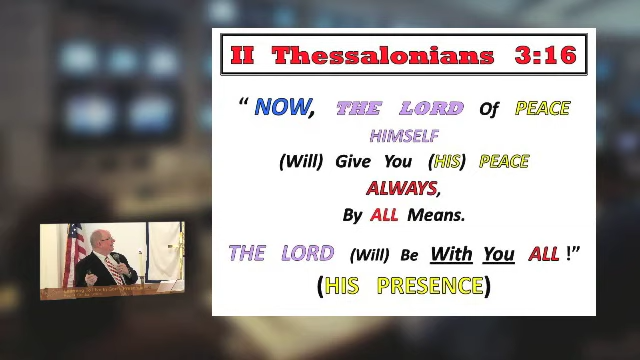 II Thessalonians 3:16
“ NOW, THE LORD Of PEACE
HIMSELF
(Will) Give You (HIS) PEACE
ALWAYS,
By ALL Means.
THE LORD (Will) Be With You ALL !”
(HIS PRESENCE)